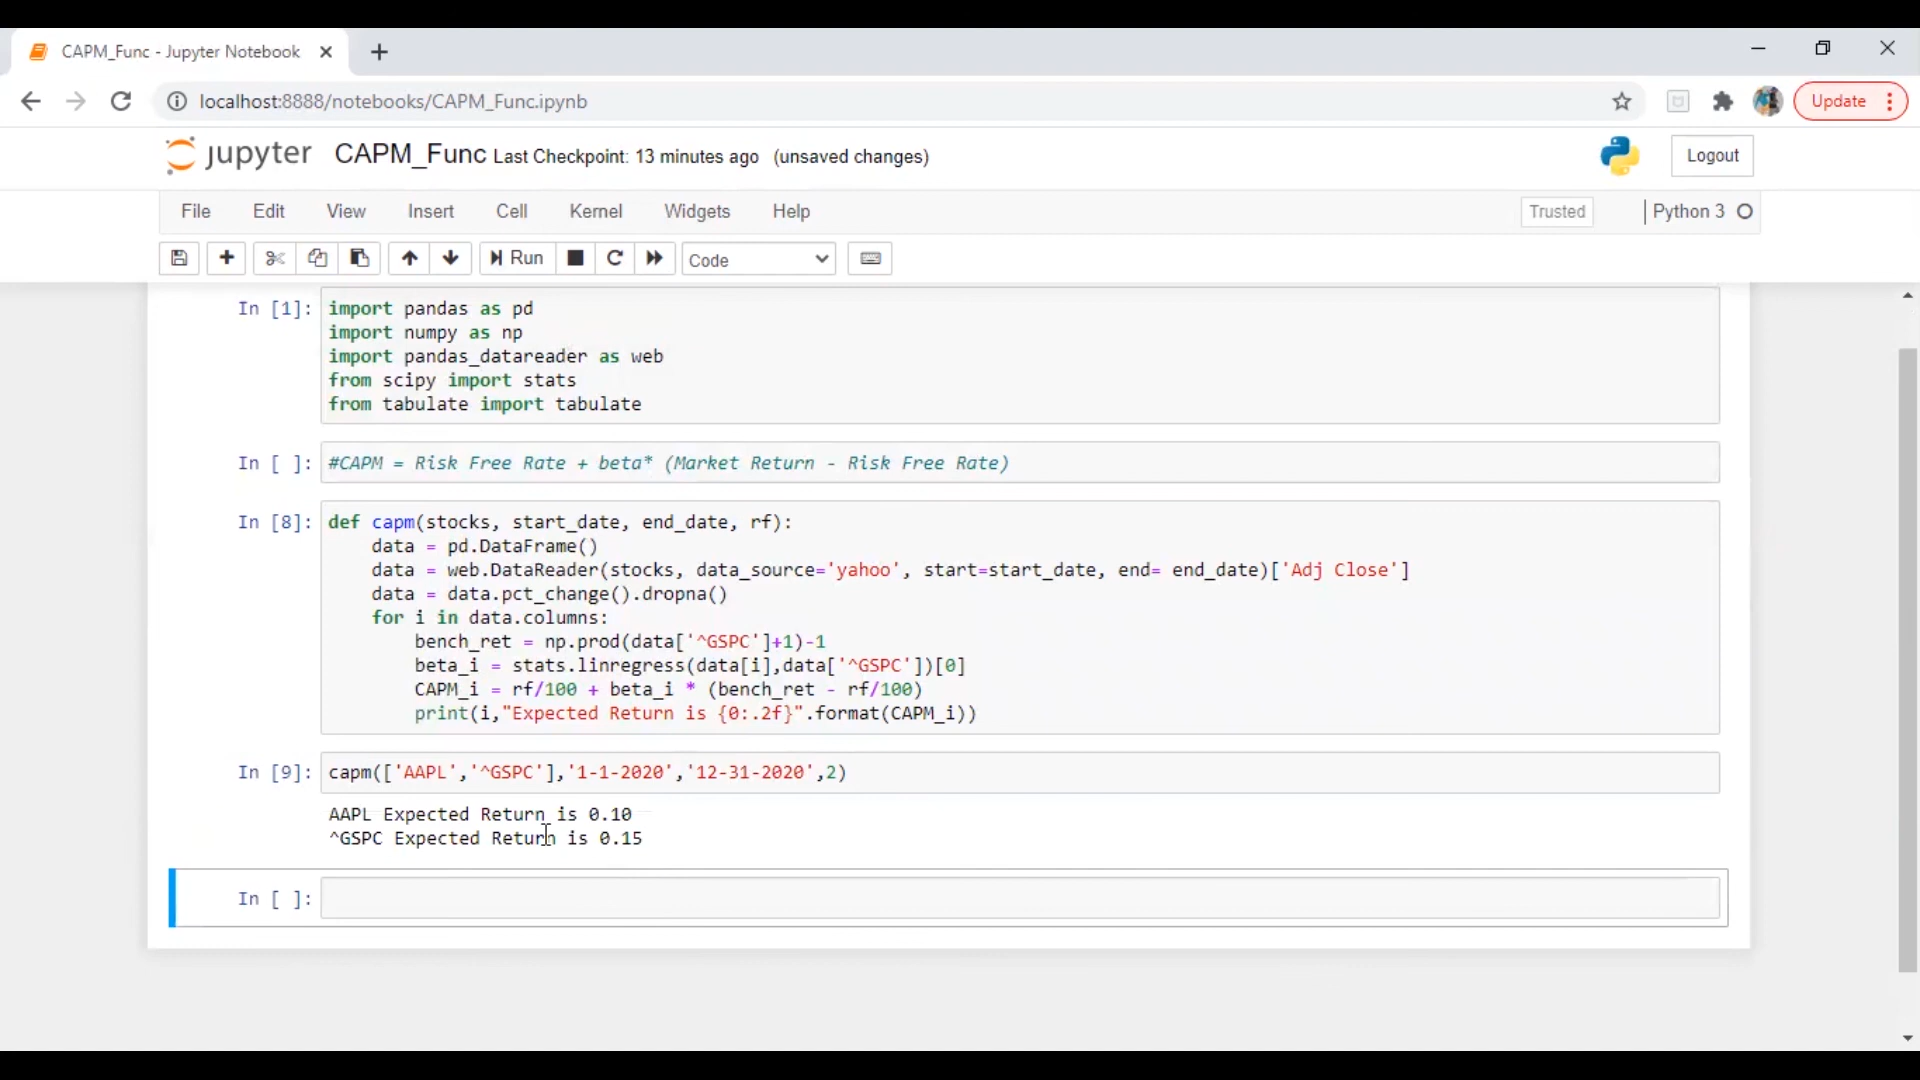 CAPM_Func - Jupyter Notebook
localhost:8888/notebooks/CAPM_Func.ipynb
Update
jupyter CAPM_Func Last Checkpoint: 13 minutes ago (unsaved changes)
Logout
File Edit View Insert Cell Kernel Widgets Help
Trusted
Python 3
Run
Code
In [1]: import pandas as pd
import numpy as np
import pandas_datareader as web
from scipy import stats
from tabulate import tabulate
In [ ]: #CAPM = Risk Free Rate + beta* (Market Return - Risk Free Rate)
In [8]: def capm(stocks, start_date, end_date, rf):
    data = pd.DataFrame()
    data = web.DataReader(stocks, data_source='yahoo', start=start_date, end= end_date)['Adj Close']
    data = data.pct_change().dropna()
    for i in data.columns:
        bench_ret = np.prod(data['^GSPC']+1)-1
        beta_i = stats.linregress(data[i],data['^GSPC'])[0]
        CAPM_i = rf/100 + beta_i * (bench_ret - rf/100)
        print(i,"Expected Return is {0:.2f}".format(CAPM_i))
In [9]: capm(['AAPL','^GSPC'],'1-1-2020','12-31-2020',2)
AAPL Expected Return is 0.10
^GSPC Expected Return is 0.15
In [ ]: